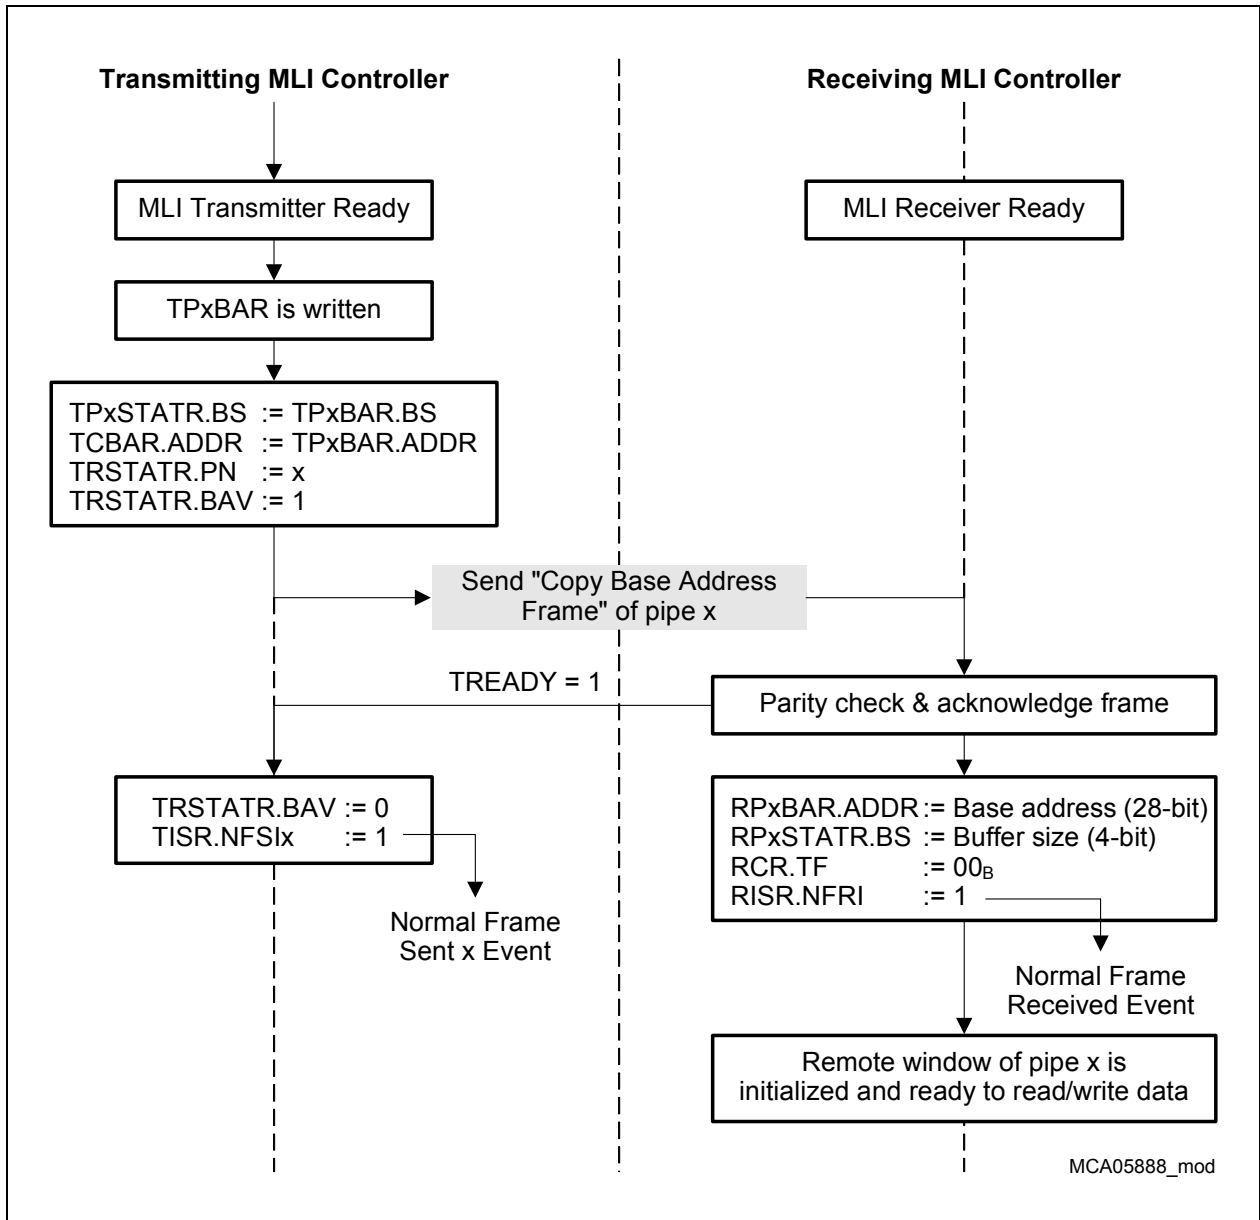 Transmitting MLI Controller
Receiving MLI Controller
MLI Transmitter Ready
MLI Receiver Ready
TPxBAR is written
TPxSTATR.BS := TPxBAR.BS
TCBAR.ADDR := TPxBAR.ADDR
TRSTATR.PN := x
TRSTATR.BAV := 1
Send "Copy Base Address
Frame" of pipe x
TREADY = 1
Parity check & acknowledge frame
TRSTATR.BAV := 0
TISR.NFSIx := 1
Normal Frame
Sent x Event
RPxBAR.ADDR := Base address (28-bit)
RPxSTATR.BS := Buffer size (4-bit)
RCR.TF := 00B
RISR.NFRI := 1
Normal Frame
Received Event
Remote window of pipe x is
initialized and ready to read/write data
MCA05888_mod